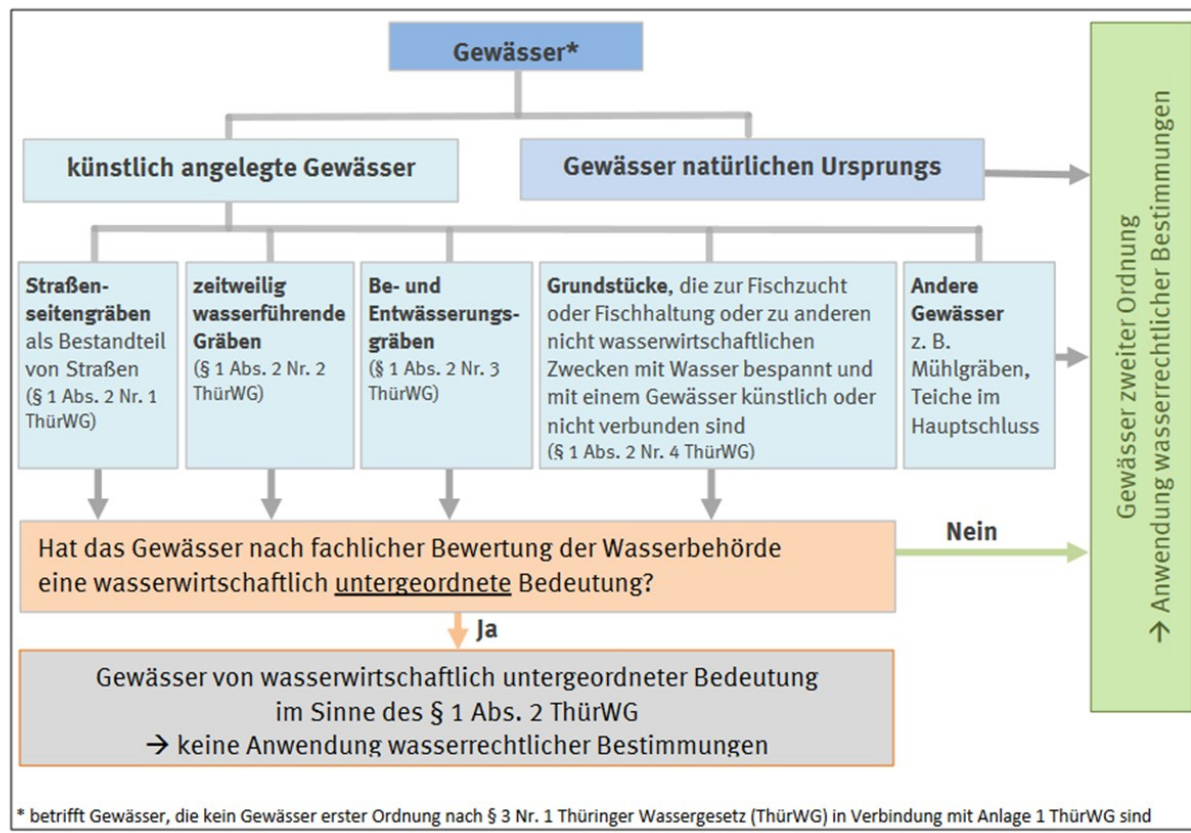 Gewässer*
künstlich angelegte Gewässer
Gewässer natürlichen Ursprungs
Straßen-
seitengräben
als Bestandteil
von Straßen
(§ 1 Abs. 2 Nr. 1
ThürWG)
zeitweilig
wasserführende
Gräben
(§ 1 Abs. 2 Nr. 2
ThürWG)
Be- und
Entwässerungs-
gräben
(§ 1 Abs. 2 Nr. 3
ThürWG)
Grundstücke, die zur Fischzucht
oder Fischhaltung oder zu anderen
nicht wasserwirtschaftlichen
Zwecken mit Wasser bespannt und
mit einem Gewässer künstlich oder
nicht verbunden sind
(§ 1 Abs. 2 Nr. 4 ThürWG)
Andere
Gewässer
z. B.
Mühlgräben,
Teiche im
Hauptschluss
Hat das Gewässer nach fachlicher Bewertung der Wasserbehörde
eine wasserwirtschaftlich untergeordnete Bedeutung?
Nein
Ja
Gewässer von wasserwirtschaftlich untergeordneter Bedeutung
im Sinne des § 1 Abs. 2 ThürWG
→ keine Anwendung wasserrechtlicher Bestimmungen
Gewässer zweiter Ordnung
→ Anwendung wasserrechtlicher Bestimmungen
* betrifft Gewässer, die kein Gewässer erster Ordnung nach § 3 Nr. 1 Thüringer Wassergesetz (ThürWG) in Verbindung mit Anlage 1 ThürWG sind